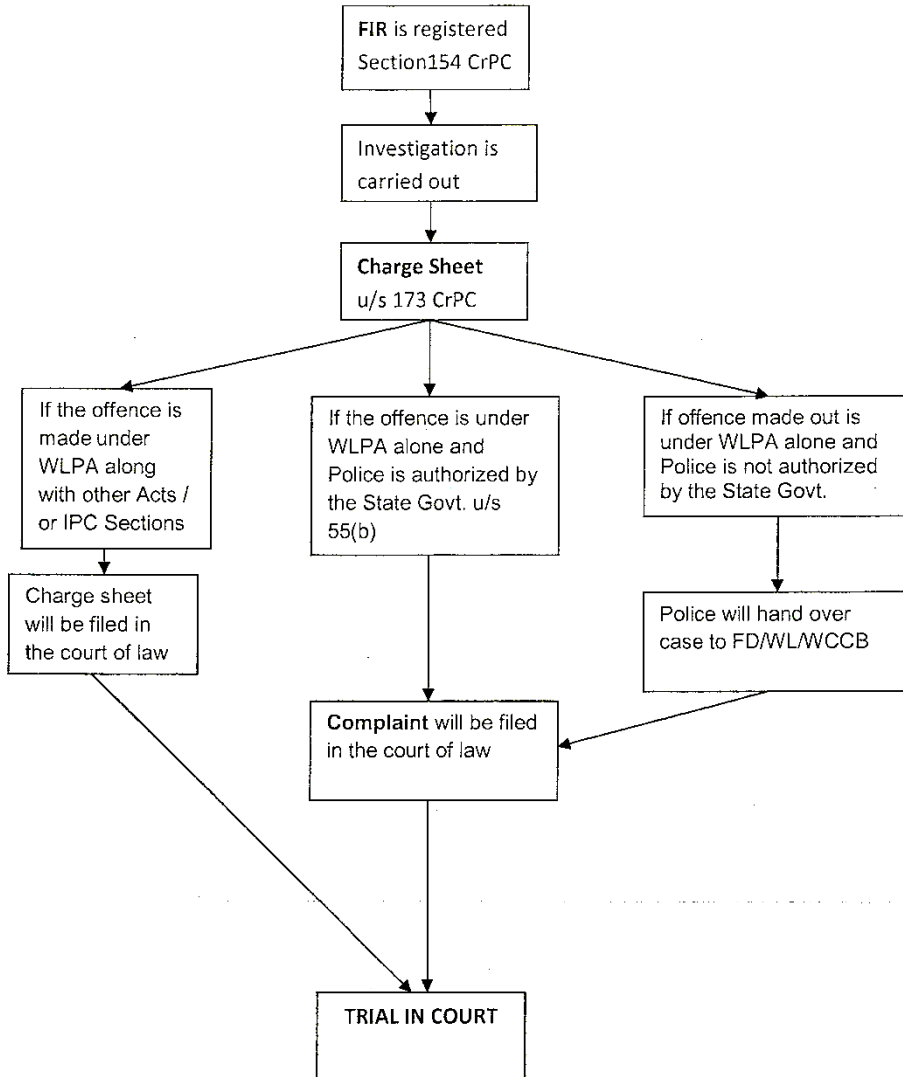 FIR is registered
Section154 CrPC
Investigation is
carried out
Charge Sheet
u/s 173 CrPC
If the offence is
made under
WLPA along
with other Acts /
or IPC Sections
If the offence is under
WLPA alone and
Police is authorized by
the State Govt. u/s
55(b)
If offence made out is
under WLPA alone and
Police is not authorized
by the State Govt.
Charge sheet
will be filed in
the court of law
Police will hand over
case to FD/WL/WCCB
Complaint will be filed
in the court of law
TRIAL IN COURT